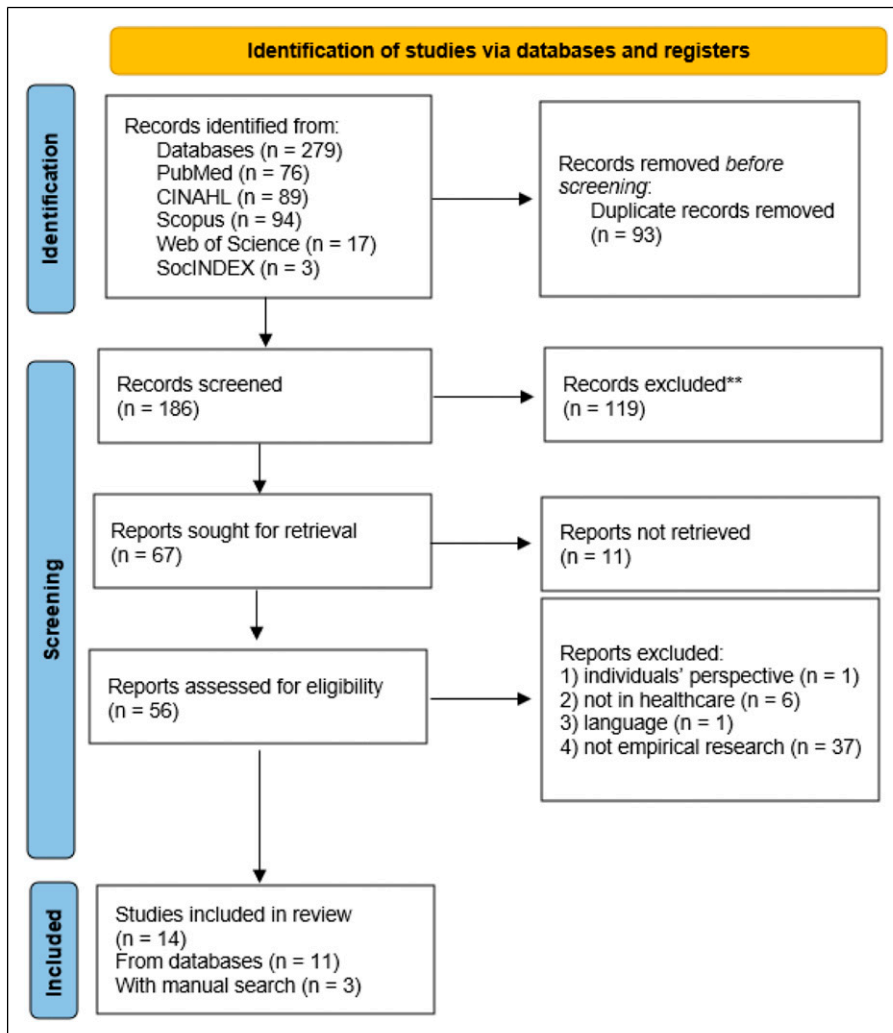 Identification of studies via databases and registers
Identification
Records identified from:
Databases (n = 279)
PubMed (n = 76)
CINAHL (n = 89)
Scopus (n = 94)
Web of Science (n = 17)
SocINDEX (n = 3)
Records removed before
screening:
Duplicate records removed
(n = 93)
Screening
Records screened
(n = 186)
Records excluded**
(n = 119)
Reports sought for retrieval
(n = 67)
Reports not retrieved
(n = 11)
Reports assessed for eligibility
(n = 56)
Reports excluded:
1) individuals’ perspective (n = 1)
2) not in healthcare (n = 6)
3) language (n = 1)
4) not empirical research (n = 37)
Included
Studies included in review
(n = 14)
From databases (n = 11)
With manual search (n = 3)